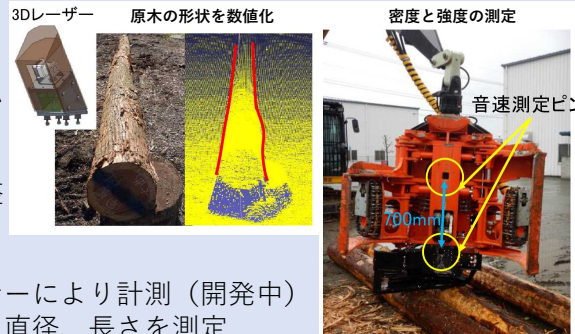 3Dレーザー
原木の形状を数値化
密度と強度の測定
音速測定ピン
700mm
ーにより計測（開発中）
直径、長さを測定